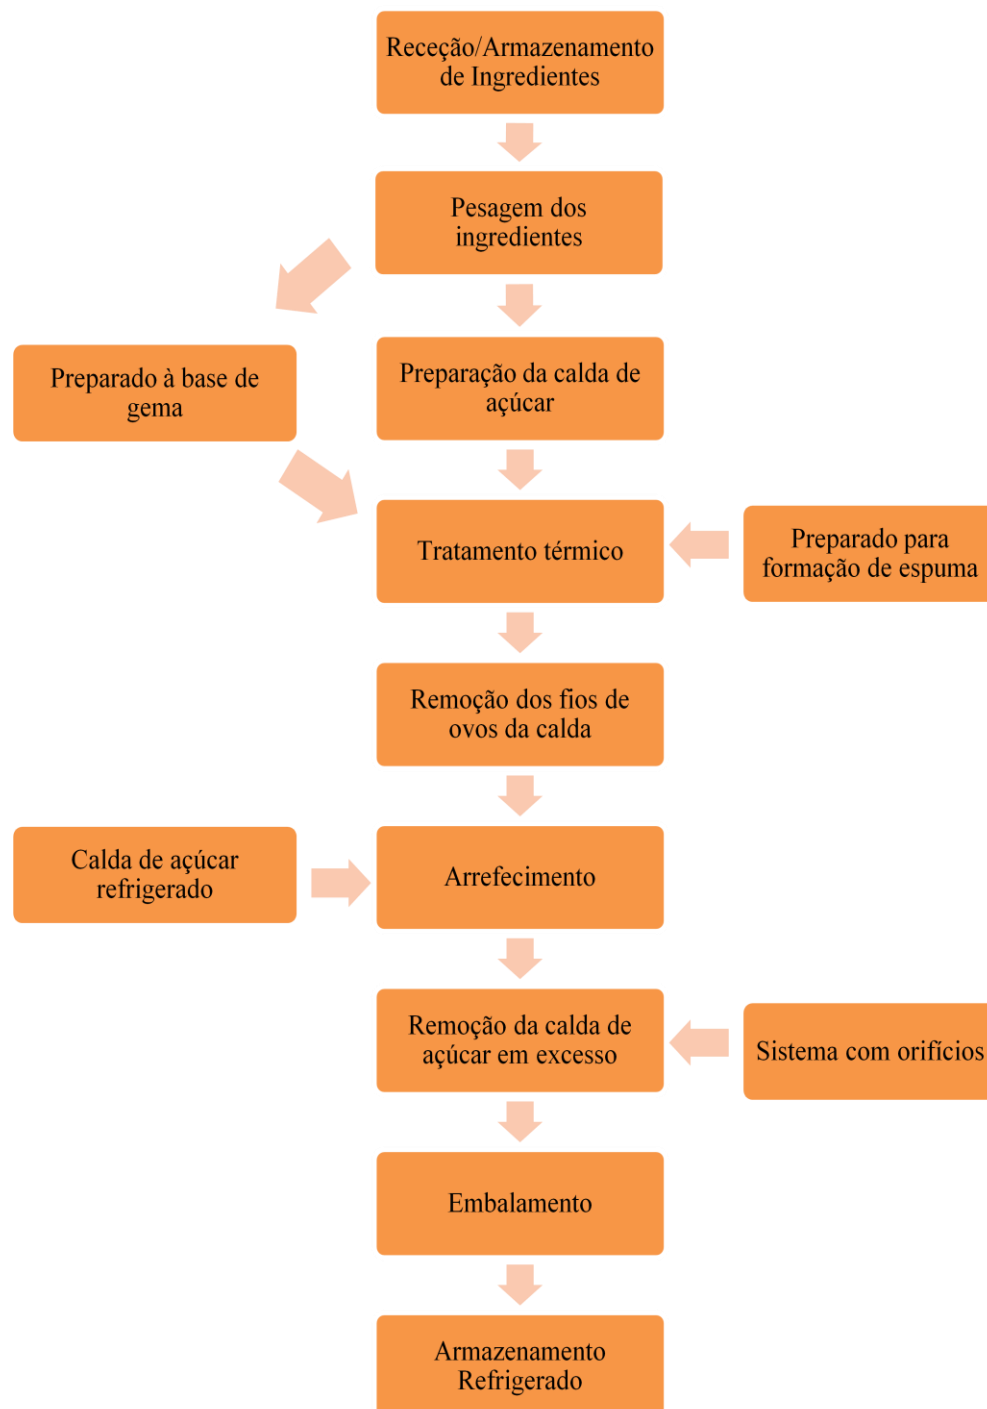 Receção/Armazenamento
de Ingredientes
Pesagem dos
ingredientes
Preparado à base de
gema
Preparação da calda de
açúcar
Tratamento térmico
Preparado para
formação de espuma
Remoção dos fios de
ovos da calda
Calda de açúcar
refrigerado
Arrefecimento
Remoção da calda de
açúcar em excesso
Sistema com orifícios
Embalamento
Armazenamento
Refrigerado